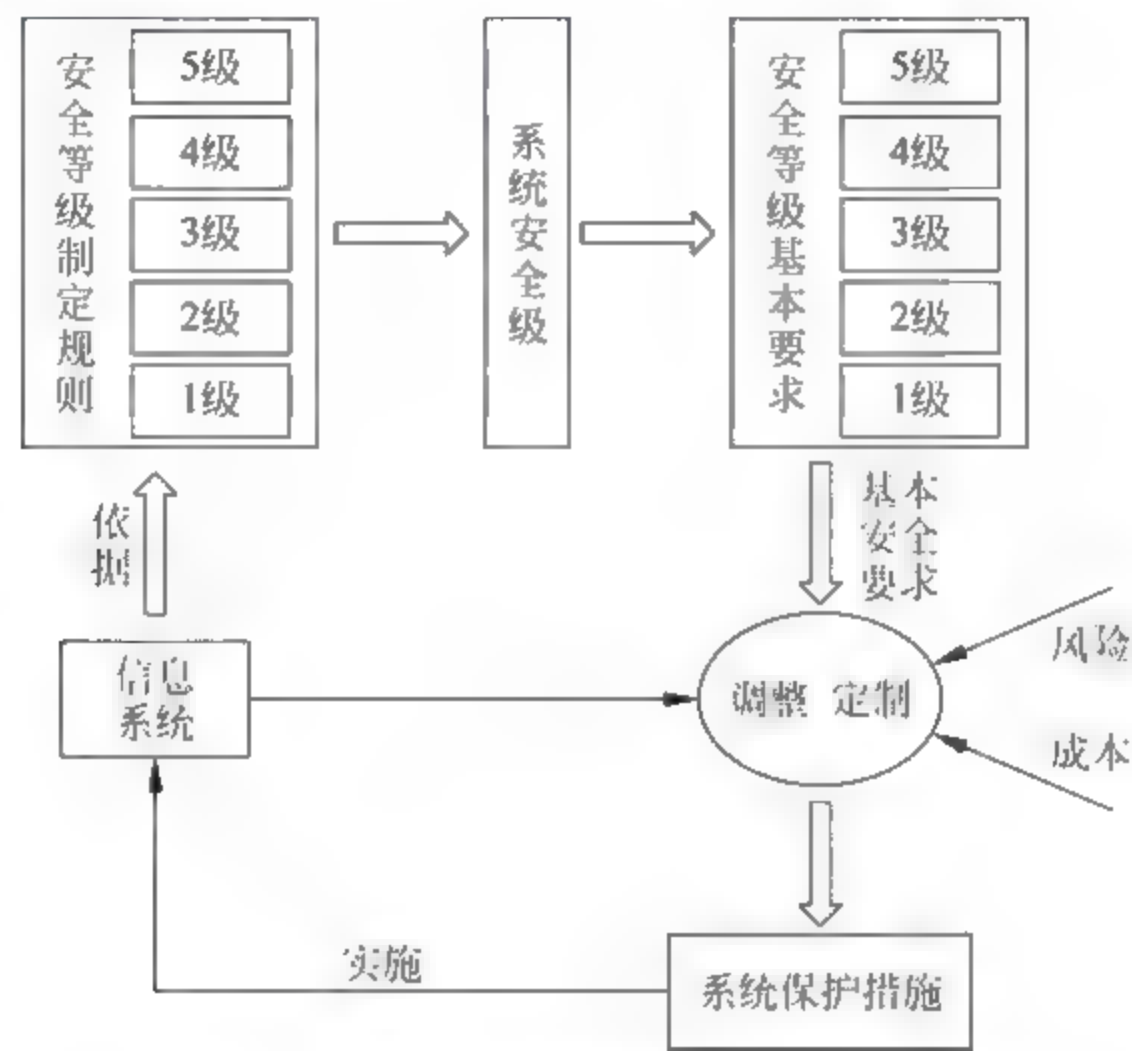 安全等级制定规则
5级
4级
3级
2级
1级
系统安全级
安全等级基本要求
5级
4级
3级
2级
1级
依据
基本
安全
要求
信息
系统
调整 定制
风险
成本
实施
系统保护措施